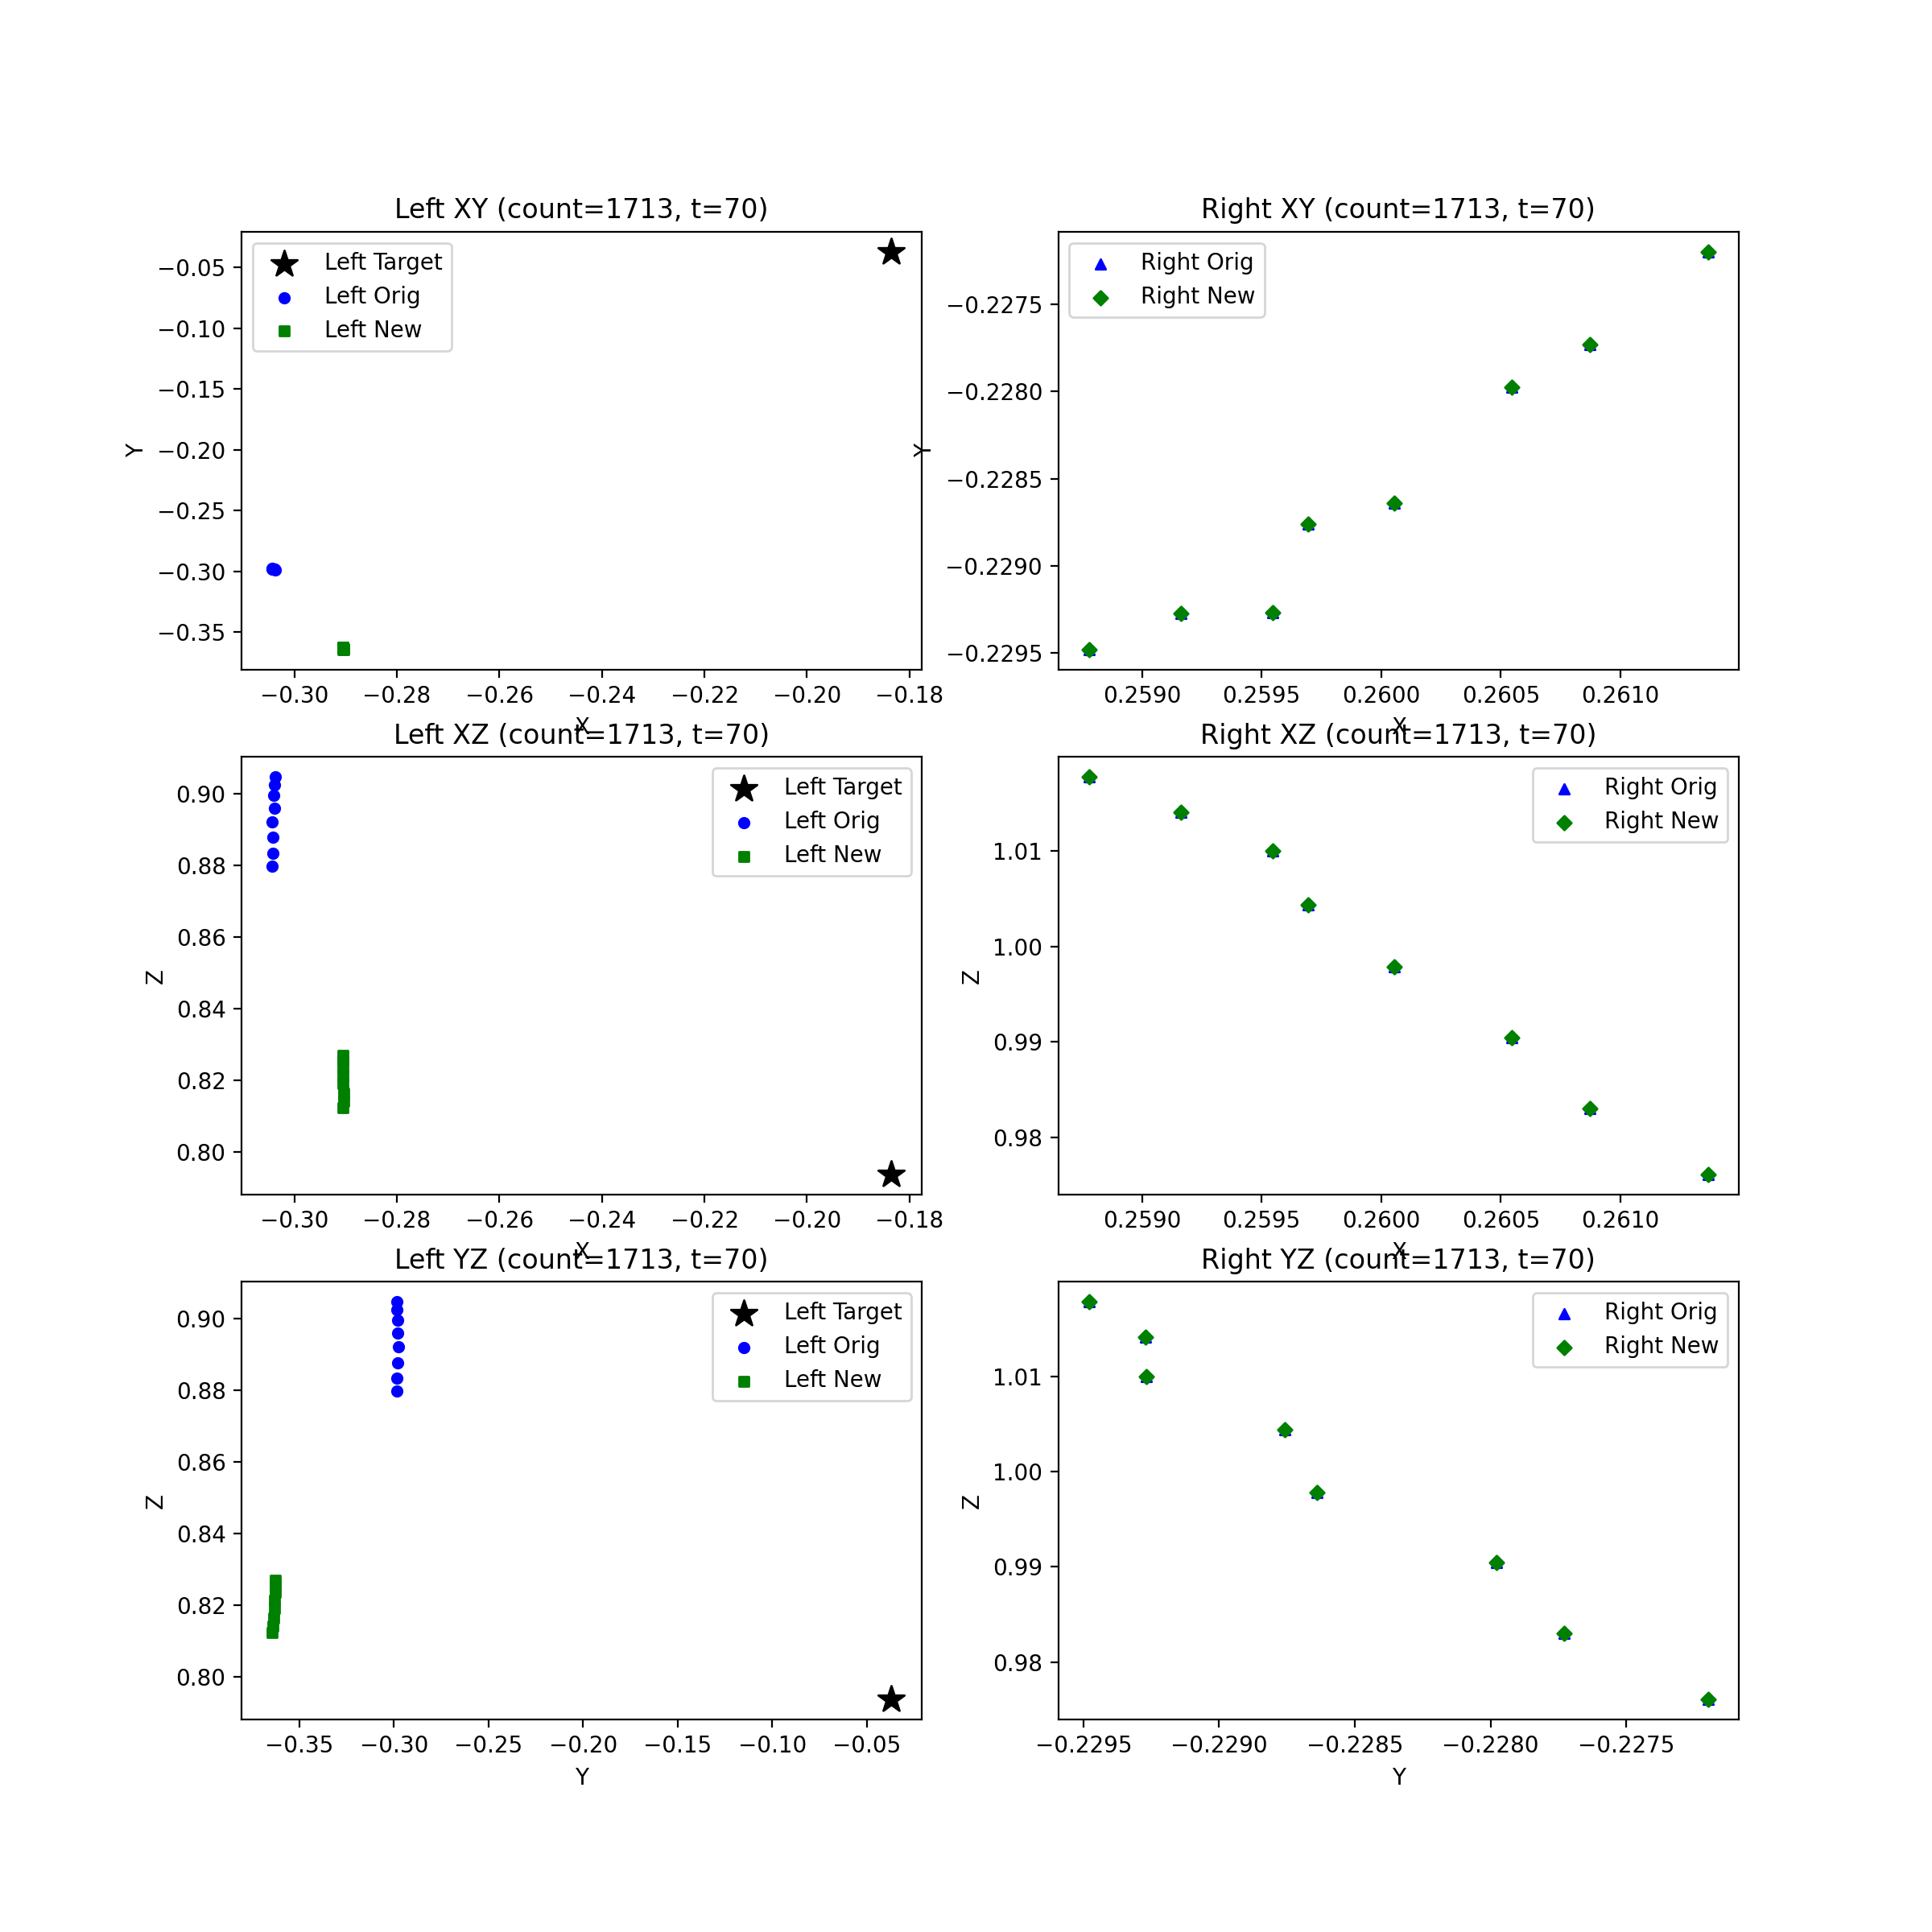 Left XY (count=1713, t=70)
Left Target
Left Orig
Left New
Y
−0.05
−0.10
−0.15
−0.20
−0.25
−0.30
−0.35
−0.30 −0.28 −0.26 −0.24 −0.22 −0.20 −0.18
X
Right XY (count=1713, t=70)
Right Orig
Right New
Y
−0.2275
−0.2280
−0.2285
−0.2290
−0.2295
0.2590 0.2595 0.2600 0.2605 0.2610
X
Left XZ (count=1713, t=70)
Left Target
Left Orig
Left New
Z
0.90
0.88
0.86
0.84
0.82
0.80
−0.30 −0.28 −0.26 −0.24 −0.22 −0.20 −0.18
X
Right XZ (count=1713, t=70)
Right Orig
Right New
Z
1.01
1.00
0.99
0.98
0.2590 0.2595 0.2600 0.2605 0.2610
X
Left YZ (count=1713, t=70)
Left Target
Left Orig
Left New
Z
0.90
0.88
0.86
0.84
0.82
0.80
−0.35 −0.30 −0.25 −0.20 −0.15 −0.10 −0.05
Y
Right YZ (count=1713, t=70)
Right Orig
Right New
Z
1.01
1.00
0.99
0.98
−0.2295 −0.2290 −0.2285 −0.2280 −0.2275
Y